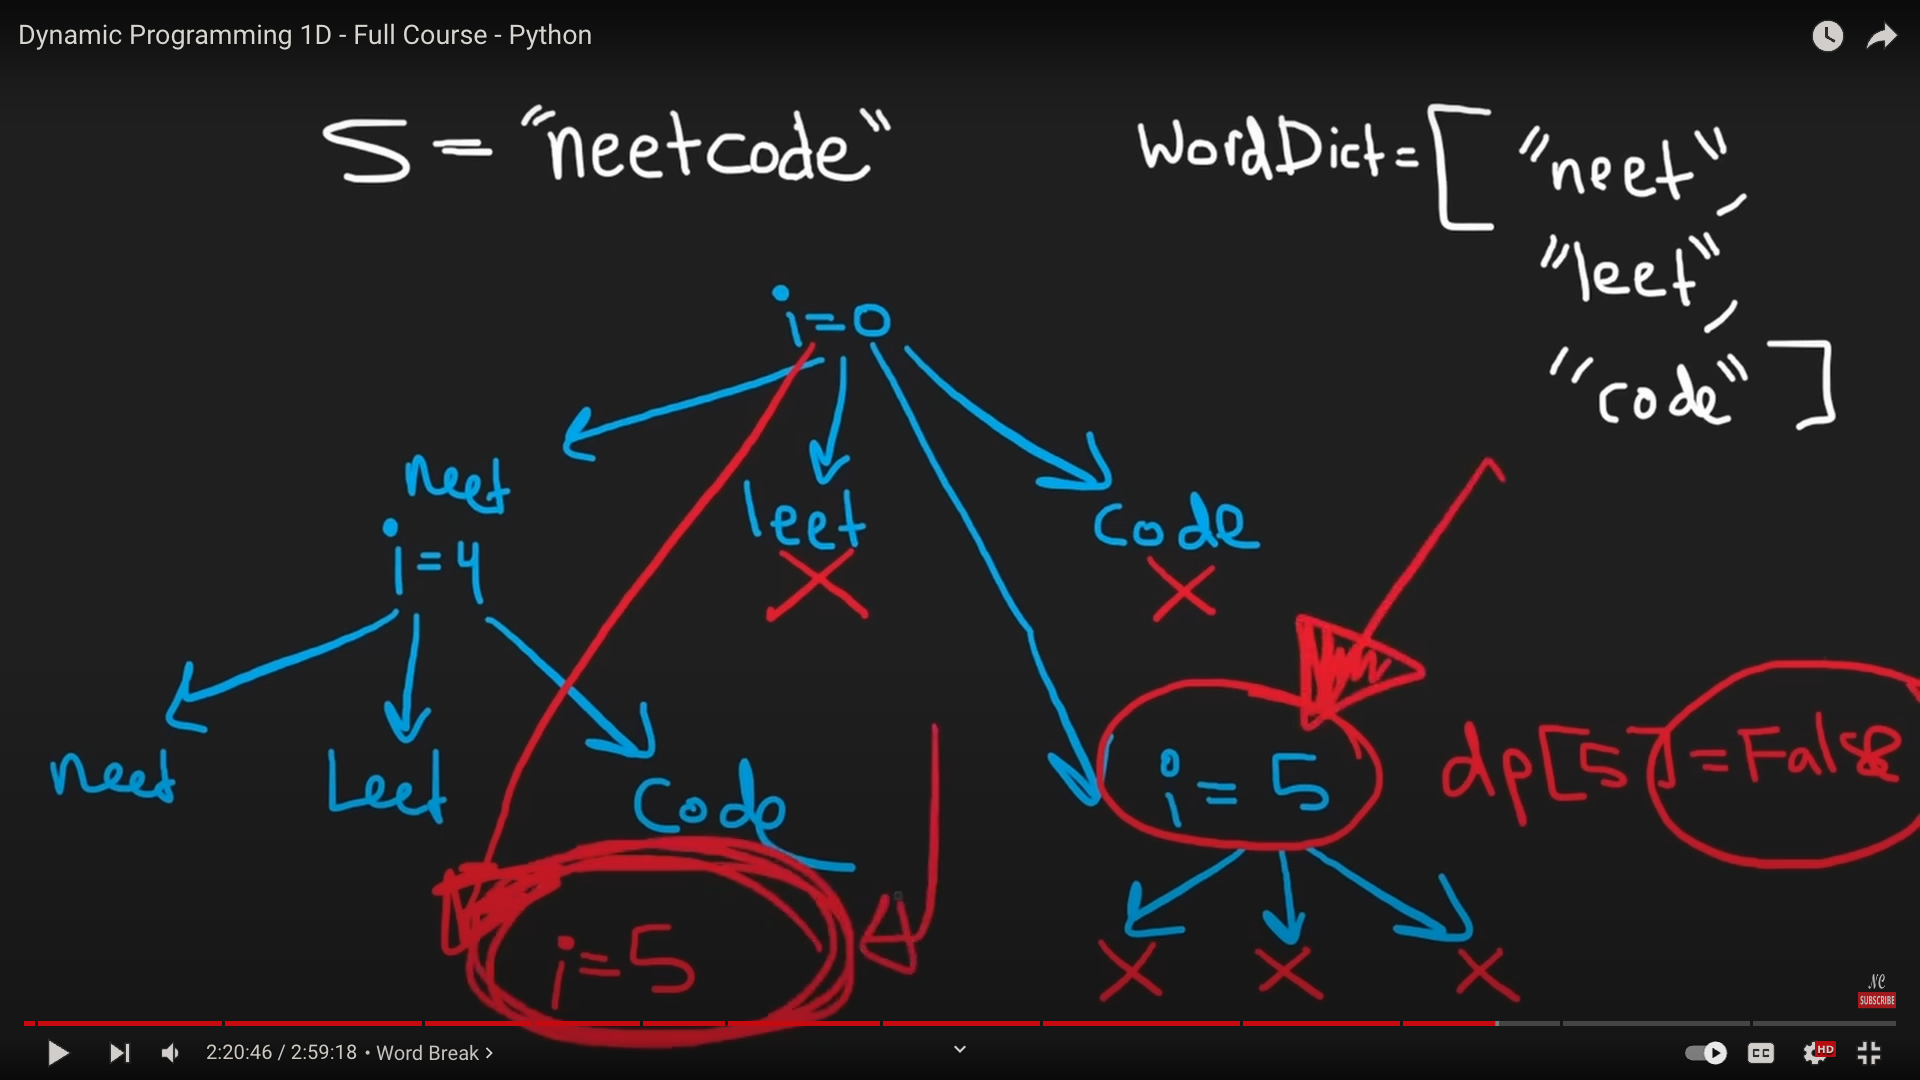 Dynamic Programming 1D - Full Course - Python
S = "neetcode"
WordDict = [ "neet",
"leet",
"code" ]
i = 0
neet
i = 4
leet
X
code
X
neet
Leet
Code
i = 5
dp[5] = False
i = 5
X X X
NC
SUBSCRIBE
2:20:46 / 2:59:18 • Word Break >
CC
HD